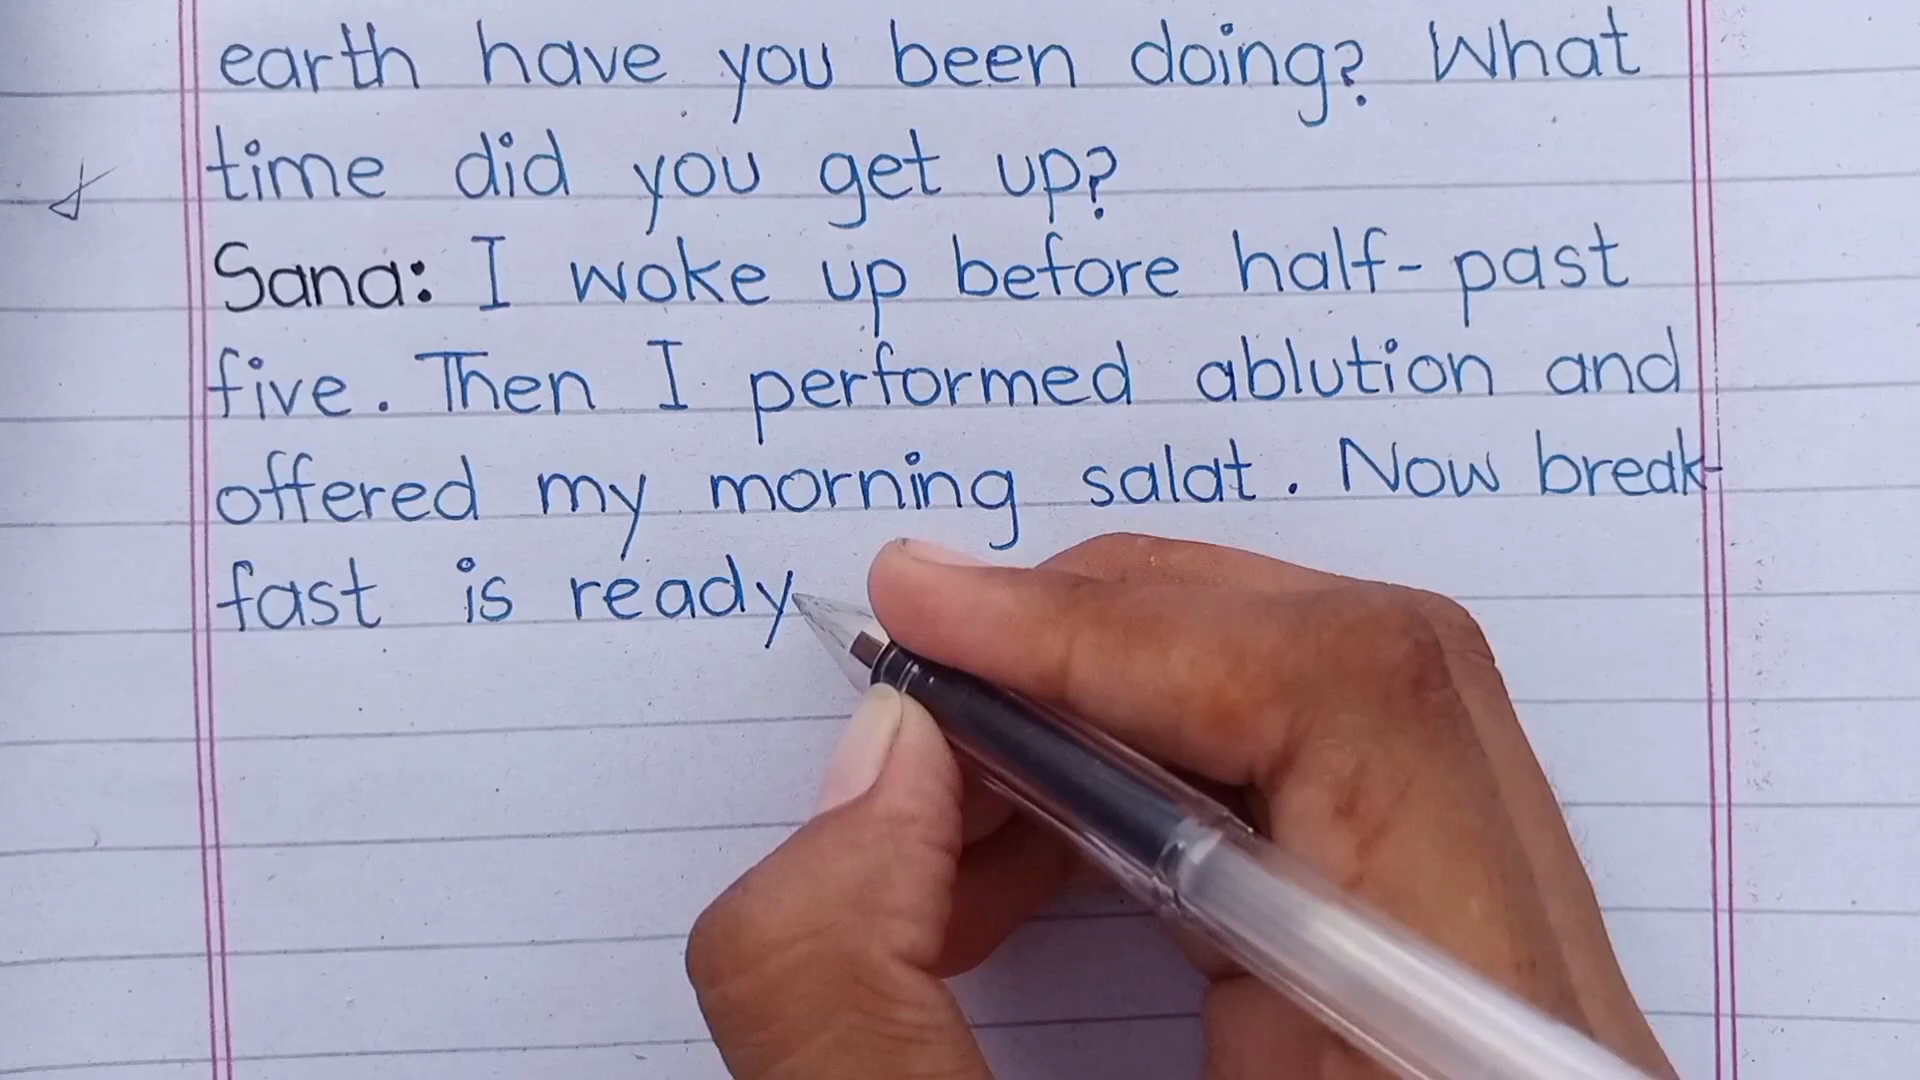 earth have you been doing? What
time did you get up?
Sana: I woke up before half-past
five. Then I performed ablution and
offered my morning salat. Now break-
fast is ready